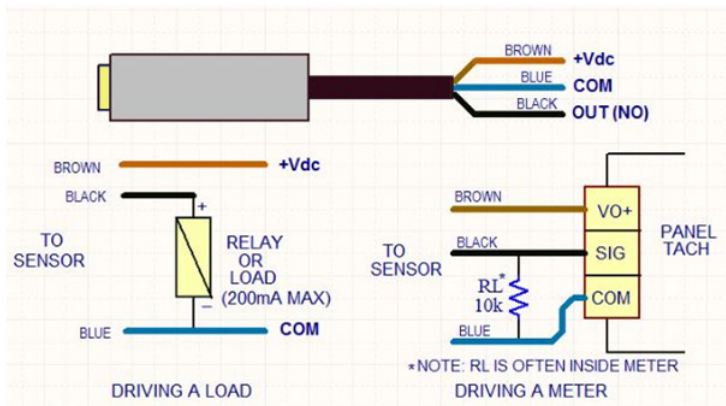 BROWN
+Vdc
BLUE
COM
BLACK
OUT (NO)
BROWN
+Vdc
BLACK
+
TO
SENSOR
RELAY
OR
LOAD
(200mA MAX)
–
BLUE
COM
DRIVING A LOAD
BROWN
VO+
BLACK
SIG
TO
SENSOR
RL*
10k
COM
BLUE
PANEL
TACH
*NOTE: RL IS OFTEN INSIDE METER
DRIVING A METER